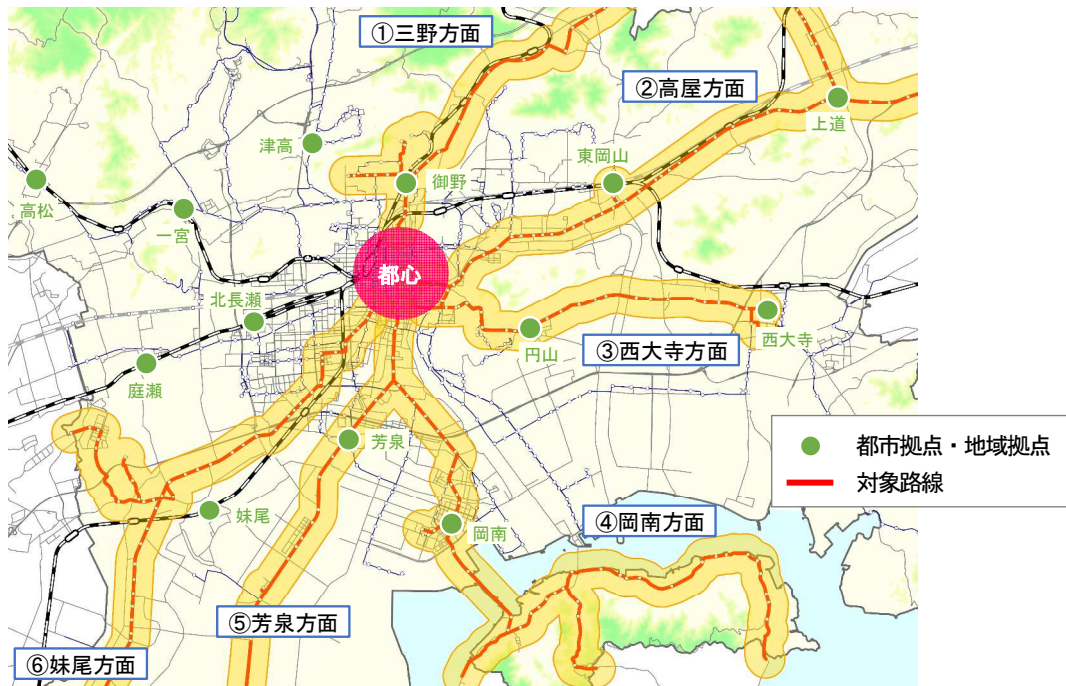 ①三野方面
②高屋方面
上道
津高
東岡山
御野
高松
一宮
都心
北長瀬
西大寺
円山
③西大寺方面
庭瀬
芳泉
都市拠点・地域拠点
対象路線
妹尾
岡南
④岡南方面
⑤芳泉方面
⑥妹尾方面